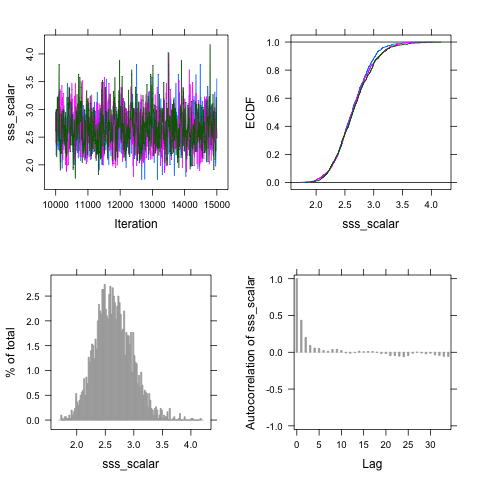 sss_scalar
4.0
3.5
3.0
2.5
2.0
10000 11000 12000 13000 14000 15000
Iteration
ECDF
1.0
0.8
0.6
0.4
0.2
0.0
2.0 2.5 3.0 3.5 4.0
sss_scalar
% of total
2.5
2.0
1.5
1.0
0.5
0.0
2.0 2.5 3.0 3.5 4.0
sss_scalar
Autocorrelation of sss_scalar
1.0
0.5
0.0
-0.5
-1.0
0 5 10 15 20 25 30
Lag